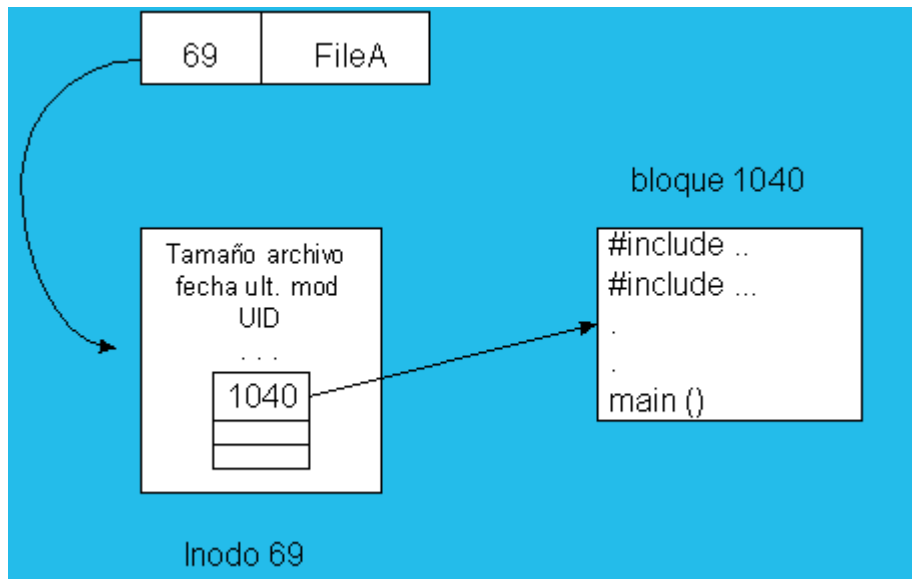 69 FileA
bloque 1040
#include ..
#include ...
.
.
main ()
Tamaño archivo
fecha ult. mod
UID
. . .
1040
Inodo 69